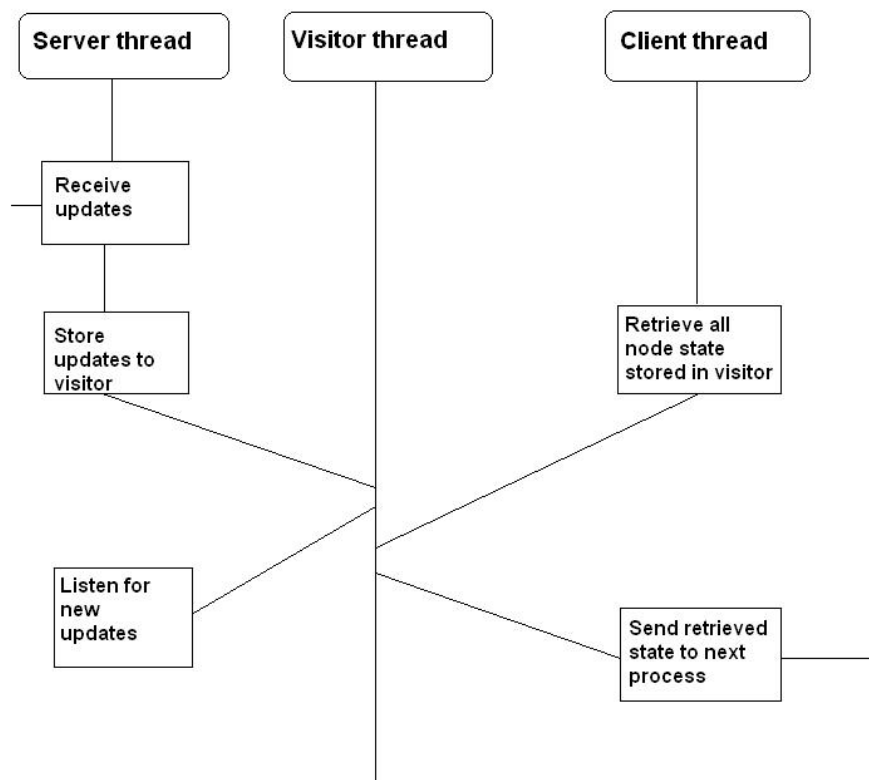 Server thread
Visitor thread
Client thread
Receive
updates
Store
updates to
visitor
Retrieve all
node state
stored in visitor
Listen for
new
updates
Send retrieved
state to next
process